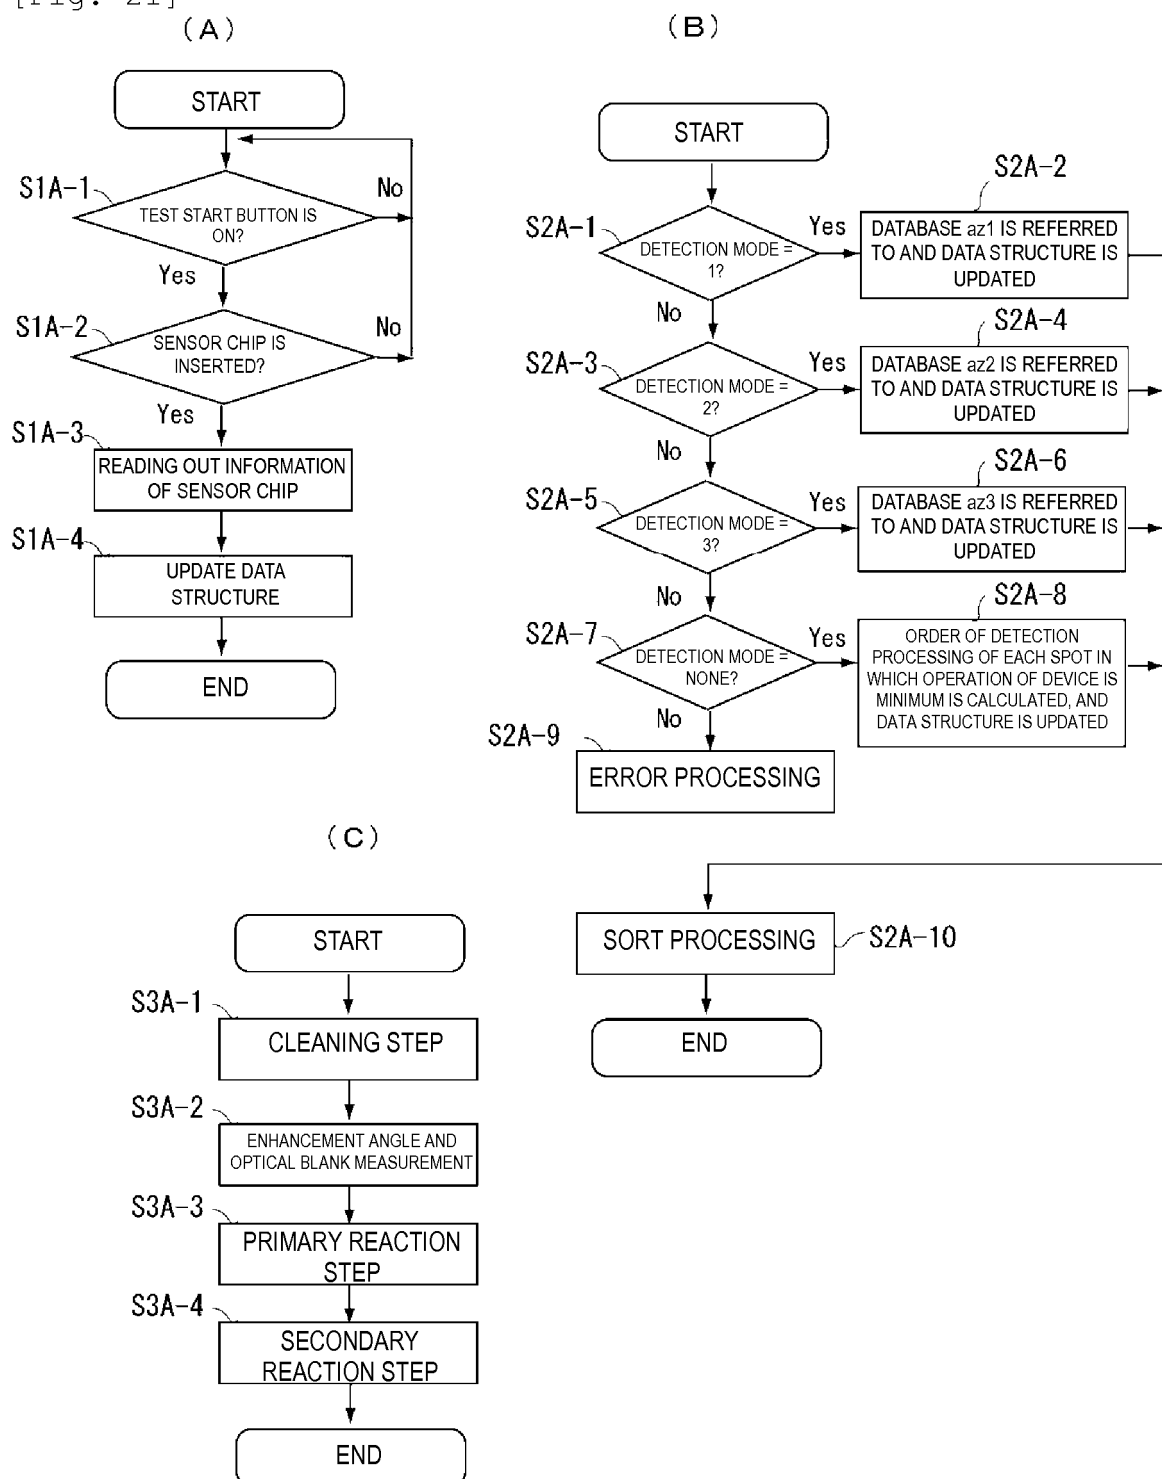 [Fig. 21]
(A)
START
S1A-1
No
TEST START BUTTON IS
ON?
Yes
S1A-2
No
SENSOR CHIP IS
INSERTED?
Yes
S1A-3
READING OUT INFORMATION
OF SENSOR CHIP
S1A-4
UPDATE DATA
STRUCTURE
END
(B)
START
S2A-1
DETECTION MODE =
1?
Yes
S2A-2
DATABASE az1 IS REFERRED
TO AND DATA STRUCTURE IS
UPDATED
No
S2A-3
DETECTION MODE =
2?
Yes
S2A-4
DATABASE az2 IS REFERRED
TO AND DATA STRUCTURE IS
UPDATED
No
S2A-5
DETECTION MODE =
3?
Yes
S2A-6
DATABASE az3 IS REFERRED
TO AND DATA STRUCTURE IS
UPDATED
No
S2A-7
DETECTION MODE =
NONE?
Yes
S2A-8
ORDER OF DETECTION
PROCESSING OF EACH SPOT IN
WHICH OPERATION OF DEVICE IS
MINIMUM IS CALCULATED, AND
DATA STRUCTURE IS UPDATED
No
S2A-9
ERROR PROCESSING
SORT PROCESSING
S2A-10
END
(C)
START
S3A-1
CLEANING STEP
S3A-2
ENHANCEMENT ANGLE AND
OPTICAL BLANK MEASUREMENT
S3A-3
PRIMARY REACTION
STEP
S3A-4
SECONDARY
REACTION STEP
END